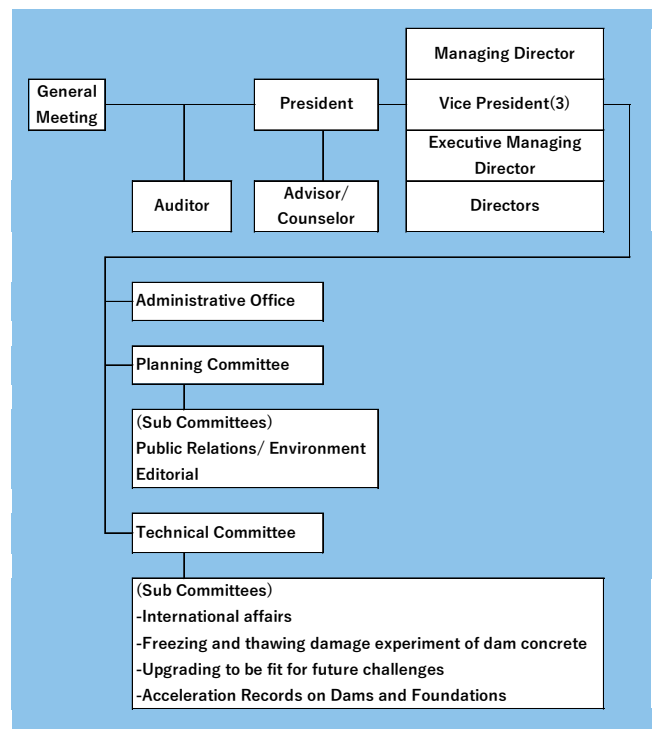 General
Meeting
President
Managing Director
Vice President(3)
Executive Managing
Director
Directors
Auditor
Advisor/
Counselor
Administrative Office
Planning Committee
(Sub Committees)
Public Relations/ Environment
Editorial
Technical Committee
(Sub Committees)
-International affairs
-Freezing and thawing damage experiment of dam concrete
-Upgrading to be fit for future challenges
-Acceleration Records on Dams and Foundations